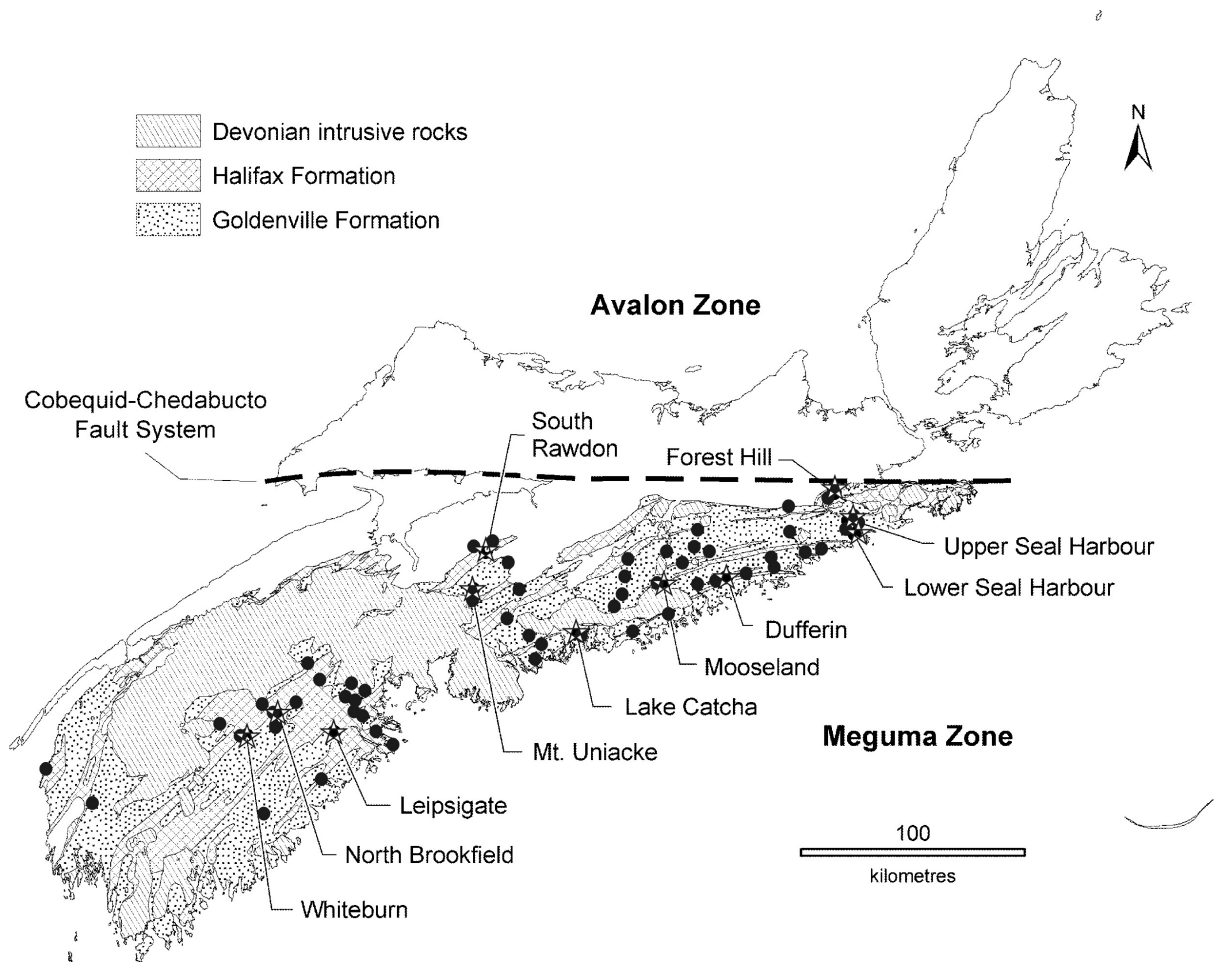 N
Devonian intrusive rocks
Halifax Formation
Goldenville Formation
Avalon Zone
Cobequid-Chedabucto
Fault System
South
Rawdon
Forest Hill
Upper Seal Harbour
Lower Seal Harbour
Dufferin
Mooseland
Lake Catcha
Meguma Zone
Mt. Uniacke
Leipsigate
North Brookfield
Whiteburn
100
kilometres